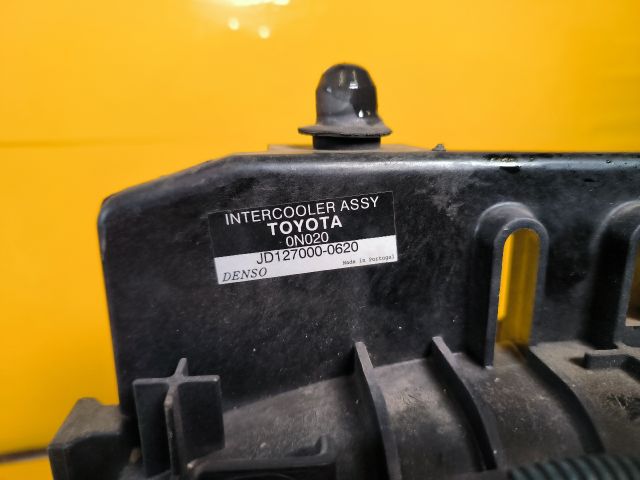 INTERCOOLER ASSY
TOYOTA
0N020
JD127000-0620
DENSO Made in Portugal